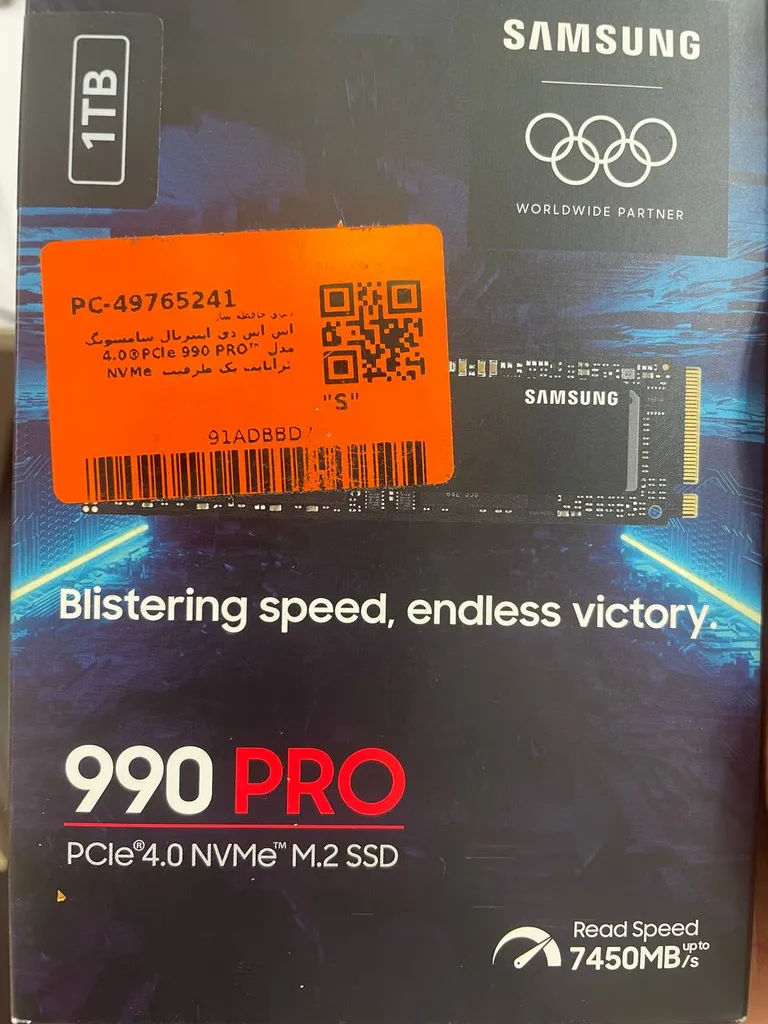 1TB
SAMSUNG
WORLDWIDE PARTNER
PC-49765241
اس اس دی اینترنال سامسونگ
مدل 4.0®PCIe 990 PRO™
NVMe ظرفیت یک ترابایت
"S"
91ADBBD
SAMSUNG
Blistering speed, endless victory.
990 PRO
PCIe®4.0 NVMe™ M.2 SSD
Read Speed
up to
7450MB/s